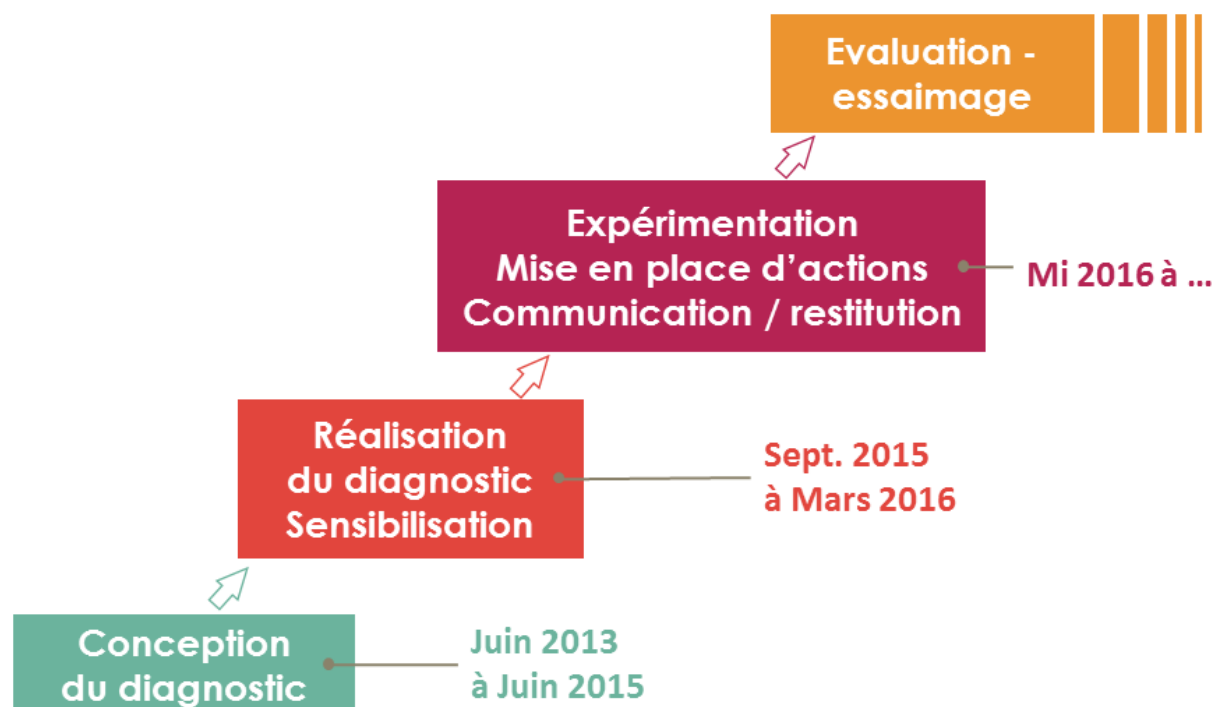 Evaluation -
essaimage
Expérimentation
Mise en place d’actions
Communication / restitution
Mi 2016 à ...
Réalisation
du diagnostic
Sensibilisation
Sept. 2015
à Mars 2016
Conception
du diagnostic
Juin 2013
à Juin 2015